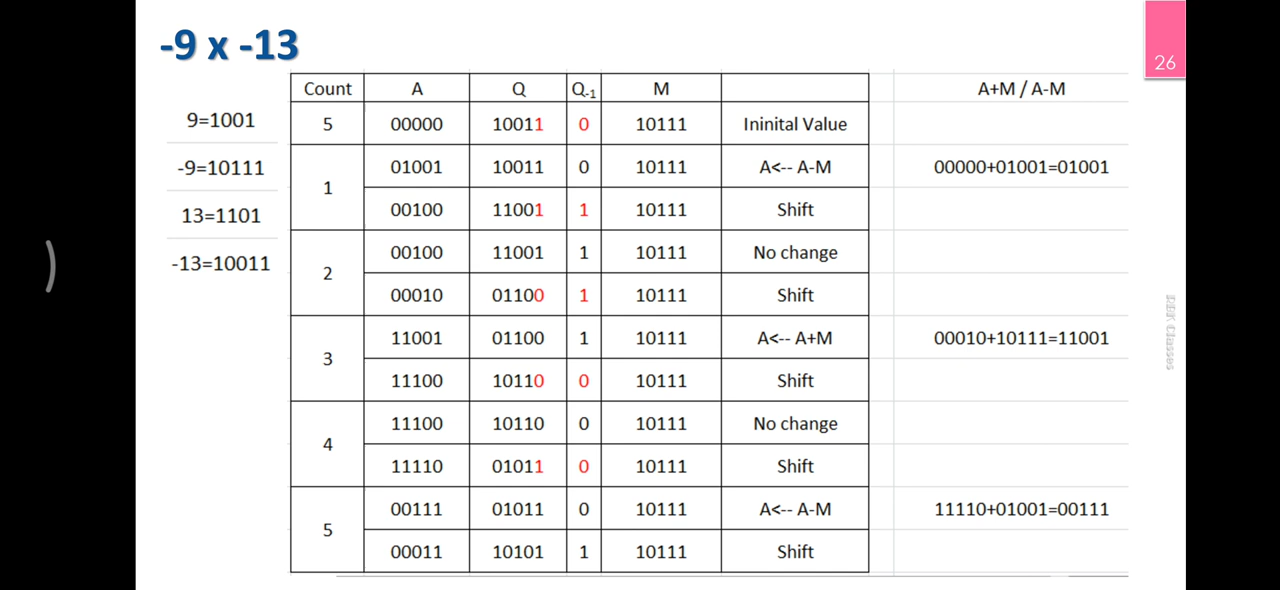 -9 x -13
26
Count A Q Q-1 M A+M / A-M
9=1001
-9=10111
13=1101
-13=10011
5 00000 10011 0 10111 Ininital Value
1 01001 10011 0 10111 A<-- A-M 00000+01001=01001
00100 11001 1 10111 Shift
2 00100 11001 1 10111 No change
00010 01100 1 10111 Shift
3 11001 01100 1 10111 A<-- A+M 00010+10111=11001
11100 10110 0 10111 Shift
4 11100 10110 0 10111 No change
11110 01011 0 10111 Shift
5 00111 01011 0 10111 A<-- A-M 11110+01001=00111
00011 10101 1 10111 Shift
Classes